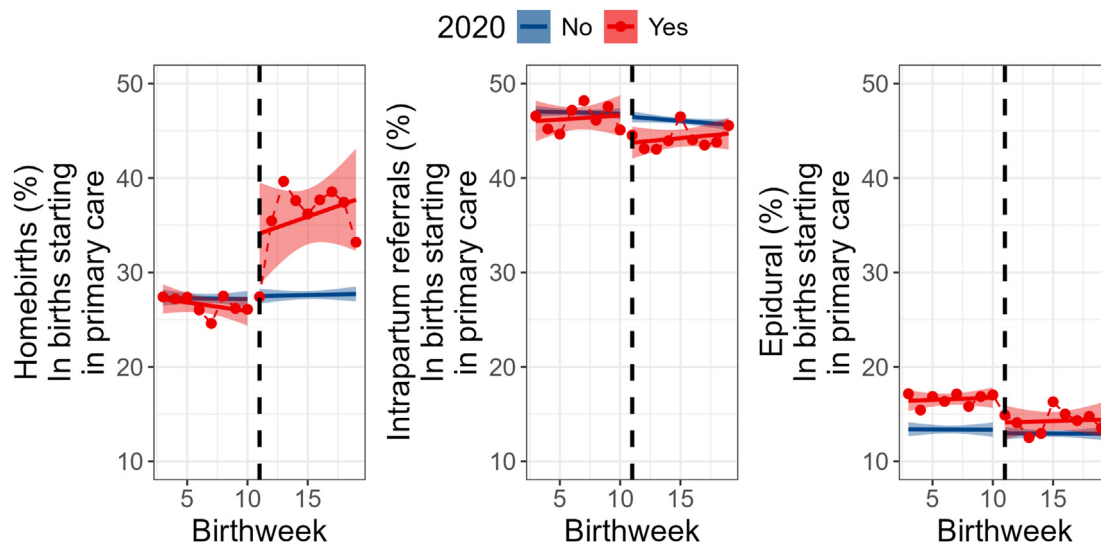 2020 No Yes
Homebirths (%)
In births starting
in primary care
50
40
30
20
10
5 10 15
Birthweek
Intrapartum referrals (%)
In births starting
in primary care
50
40
30
20
10
5 10 15
Birthweek
Epidural (%)
In births starting
in primary care
50
40
30
20
10
5 10 15
Birthweek